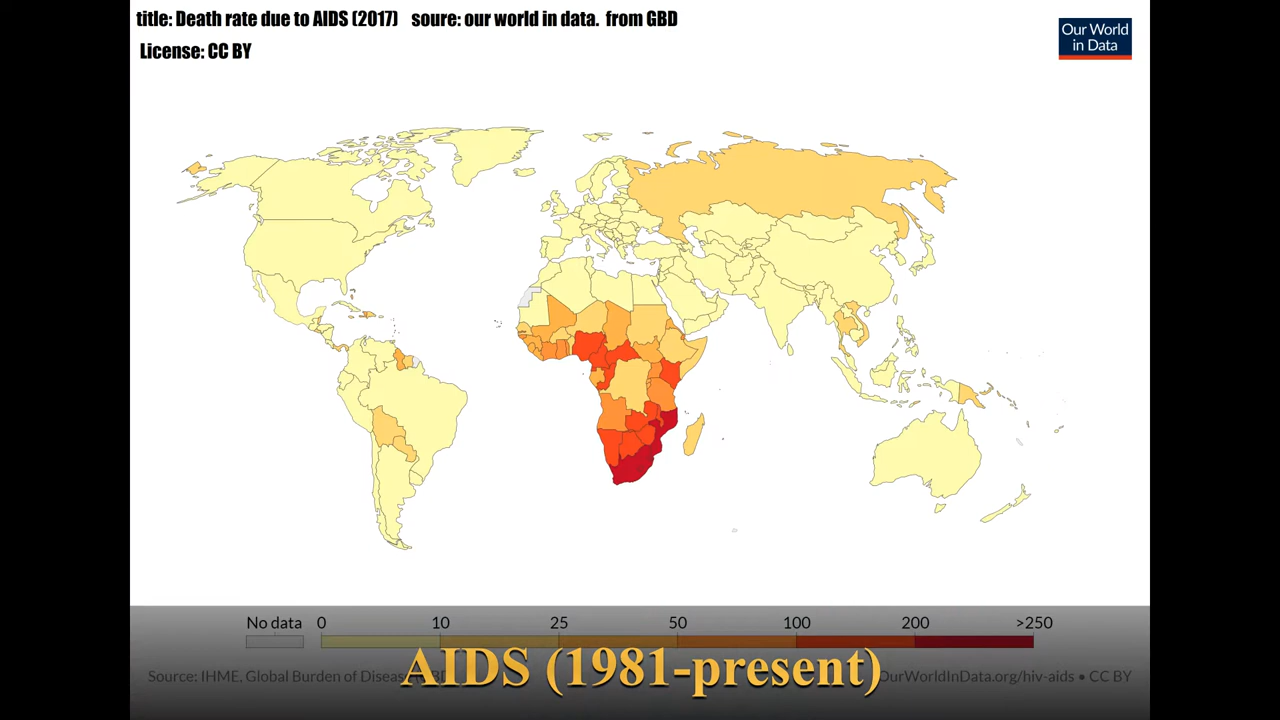 title: Death rate due to AIDS (2017) soure: our world in data. from GBD
License: CC BY
Our World
in Data
No data 0 10 25 50 100 200 >250
AIDS (1981-present)
Source: IHME, Global Burden of Disease
OurWorldInData.org/hiv-aids • CC BY